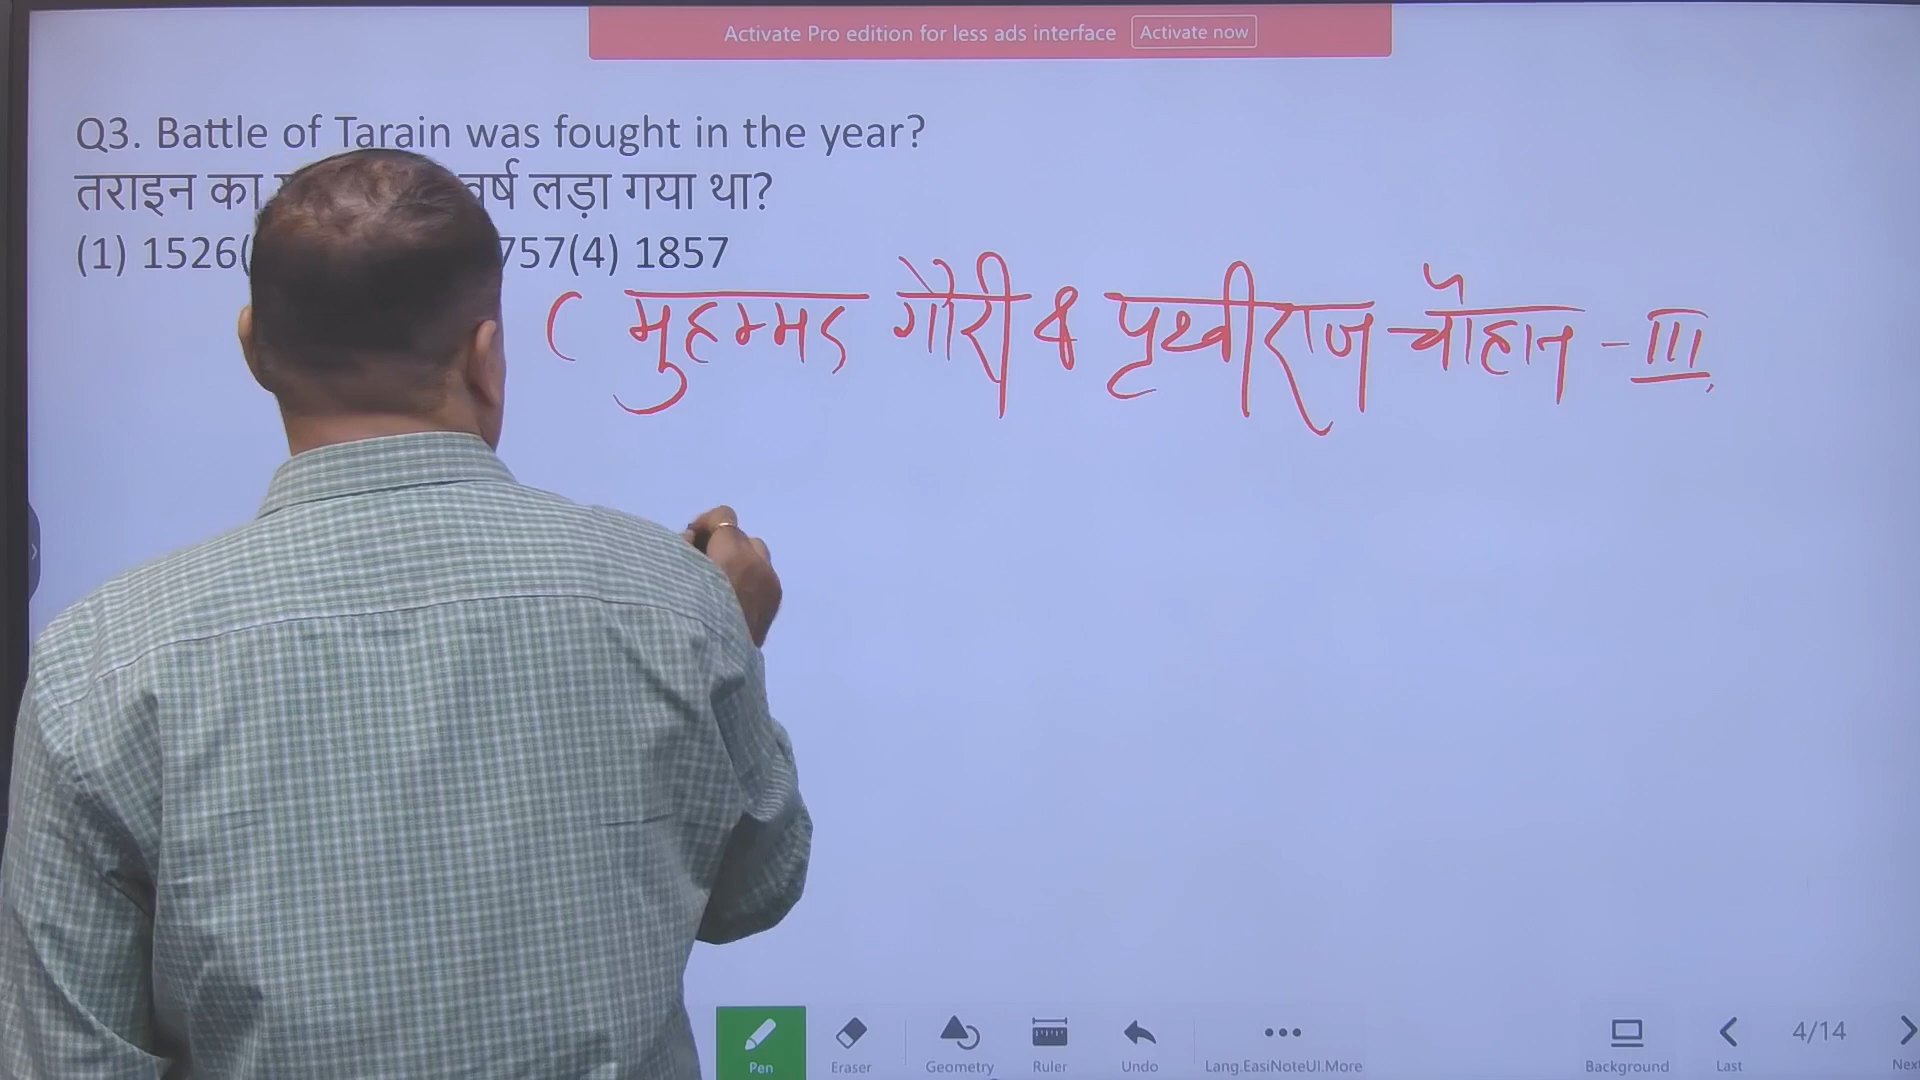 Activate Pro edition for less ads interface Activate now
Q3. Battle of Tarain was fought in the year?
तराइन का वर्ष लड़ा गया था?
(1) 1526( 757(4) 1857
( मुहम्मद गौरी & पृथ्वीराज चौहान - III
Pen Eraser Geometry Ruler Undo Lang.EasiNoteUI.More Background Last 4/14 Next